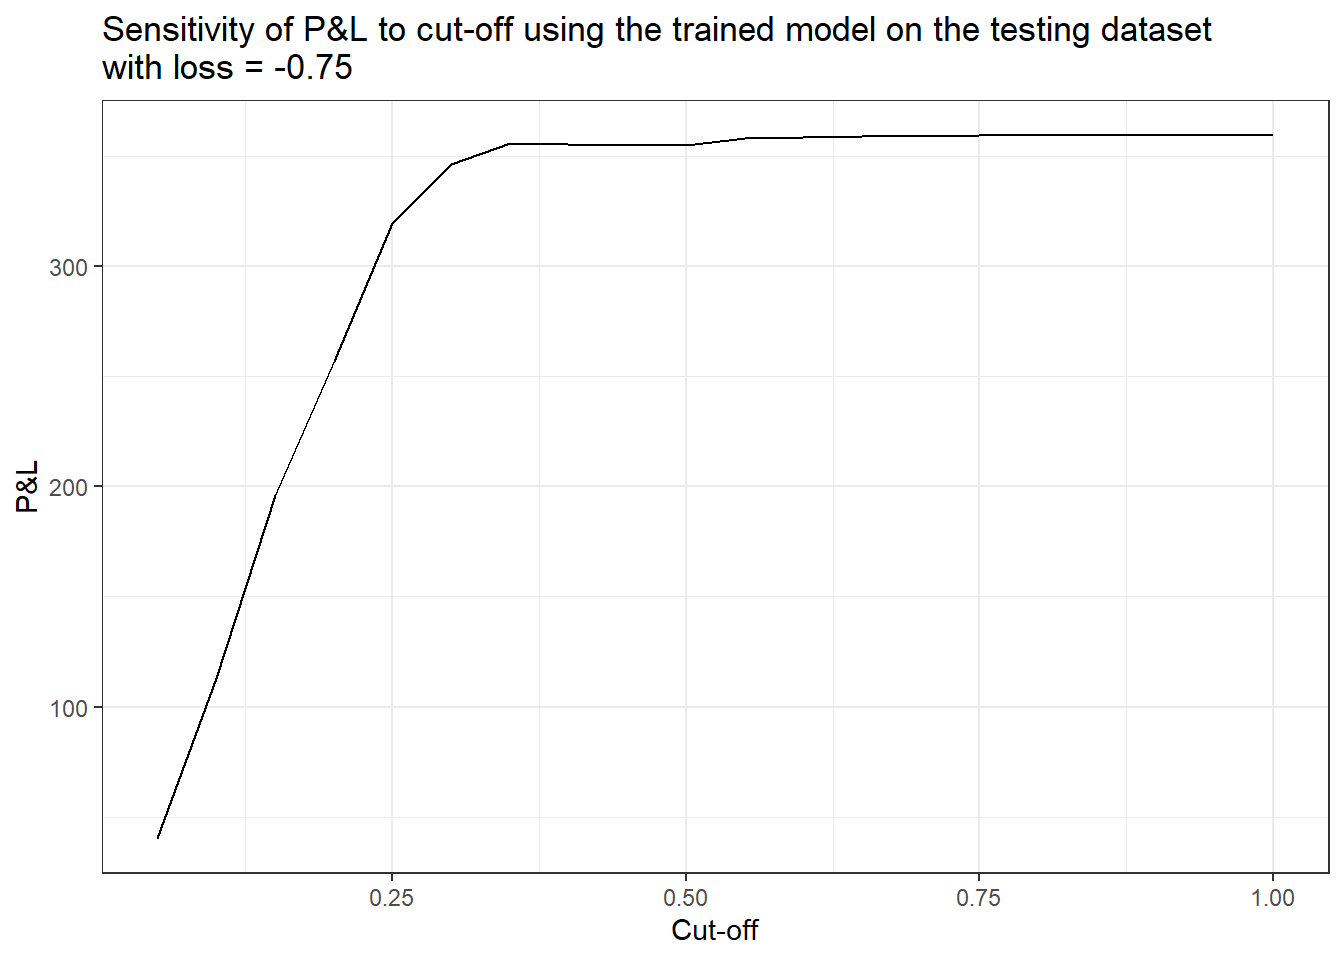 Sensitivity of P&L to cut-off using the trained model on the testing dataset
with loss = -0.75
300
200
100
P&L
0.25 0.50 0.75 1.00
Cut-off